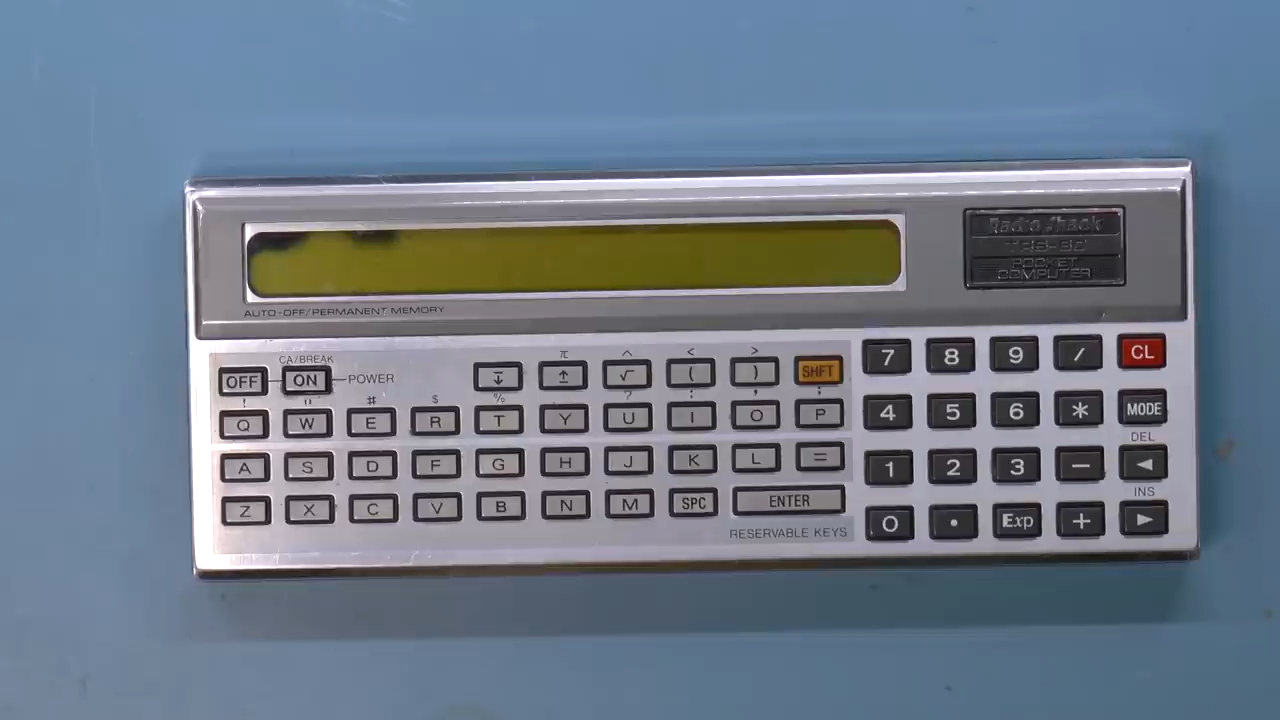 Radio Shack
TRS-80
POCKET
COMPUTER
AUTO-OFF/PERMANENT MEMORY
CA/BREAK
π ^ < >
OFF ON POWER √ ( ) SHFT
! " # $ % ? : , ;
Q W E R T Y U I O P
A S D F G H J K L =
Z X C V B N M SPC ENTER
RESERVABLE KEYS
7 8 9 / CL
4 5 6 * MODE
DEL
1 2 3 – ◄
INS
0 • Exp + ►